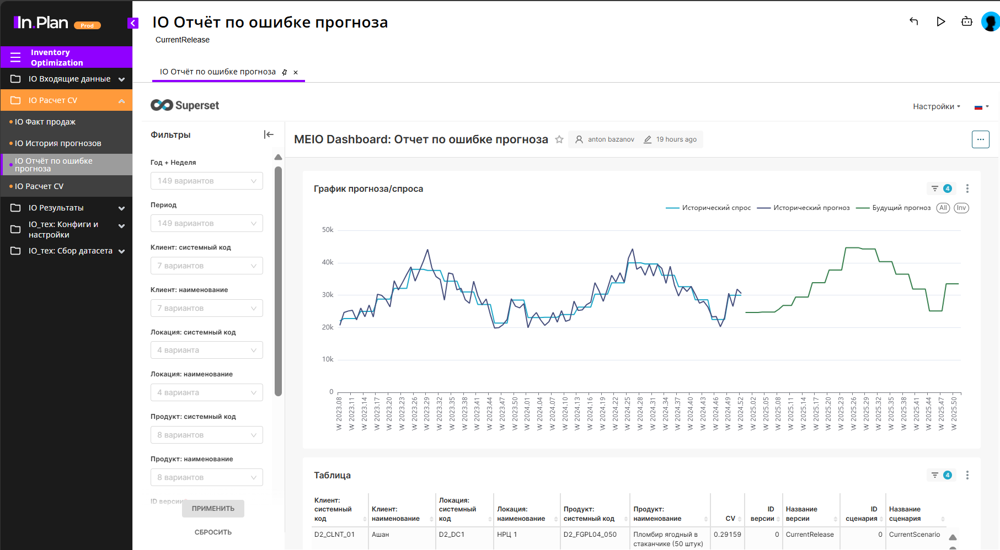 In.Plan Prod
Inventory
Optimization
IO Входящие данные
IO Расчет CV
IO Факт продаж
IO История прогнозов
IO Отчёт по ошибке
прогноза
IO Расчет CV
IO Результаты
IO_тех: Конфиги и
настройки
IO_тех: Сбор датасета
IO Отчёт по ошибке прогноза
CurrentRelease
IO Отчёт по ошибке прогноза
Superset
Настройки
Фильтры
Год + Неделя
149 вариантов
Период
149 вариантов
Клиент: системный код
7 вариантов
Клиент: наименование
7 вариантов
Локация: системный код
4 варианта
Локация: наименование
4 варианта
Продукт: системный код
8 вариантов
Продукт: наименование
8 вариантов
ID версии
ПРИМЕНИТЬ
СБРОСИТЬ
MEIO Dashboard: Отчет по ошибке прогноза
anton bazanov
19 hours ago
График прогноза/спроса
4
Исторический спрос
Исторический прогноз
Будущий прогноз
All
Inv
50k
40k
30k
20k
10k
0
W 2023.08
W 2023.11
W 2023.14
W 2023.17
W 2023.20
W 2023.23
W 2023.26
W 2023.29
W 2023.32
W 2023.35
W 2023.38
W 2023.41
W 2023.44
W 2023.47
W 2023.50
W 2024.01
W 2024.04
W 2024.07
W 2024.10
W 2024.13
W 2024.16
W 2024.19
W 2024.22
W 2024.25
W 2024.28
W 2024.31
W 2024.34
W 2024.37
W 2024.40
W 2024.43
W 2024.46
W 2024.49
W 2024.52
W 2025.02
W 2025.05
W 2025.08
W 2025.11
W 2025.14
W 2025.17
W 2025.20
W 2025.23
W 2025.26
W 2025.29
W 2025.32
W 2025.35
W 2025.38
W 2025.41
W 2025.44
W 2025.47
W 2025.50
Таблица
4
Клиент:
системный
код
Клиент:
наименование
Локация:
системный
код
Локация:
наименование
Продукт:
системный код
Продукт:
наименование
CV
ID
версии
Название
версии
ID
сценария
Название
сценария
D2_CLNT_01
Ашан
D2_DC1
НРЦ 1
D2_FGPL04_050
Пломбир ягодный в
стаканчике (50 штук)
0.29159
0
CurrentRelease
0
CurrentScenario